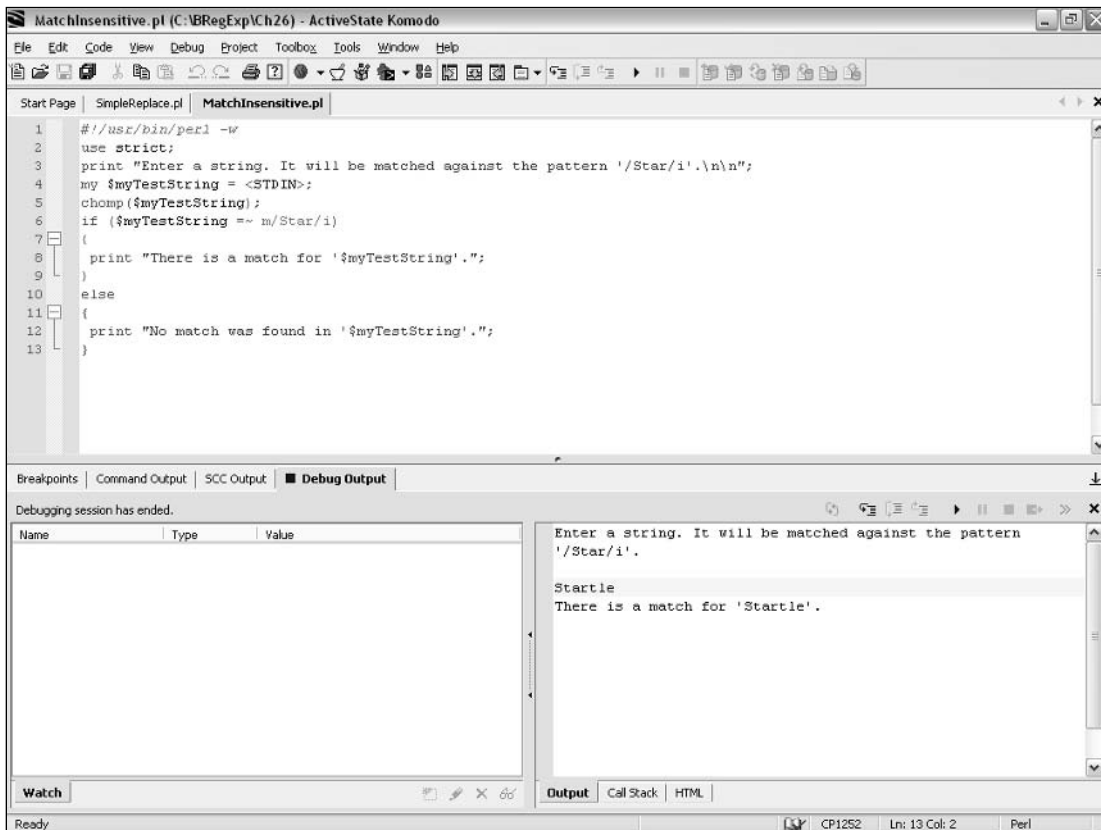 MatchInsensitive.pl (C:\BRegExp\Ch26) - ActiveState Komodo
File Edit Code View Debug Project Toolbox Tools Window Help
Start Page SimpleReplace.pl MatchInsensitive.pl
1 #!/usr/bin/perl -w
2 use strict;
3 print "Enter a string. It will be matched against the pattern '/Star/i'.\n\n";
4 my $myTestString = <STDIN>;
5 chomp($myTestString);
6 if ($myTestString =~ m/Star/i)
7 {
8 print "There is a match for '$myTestString'.";
9 }
10 else
11 {
12 print "No match was found in '$myTestString'.";
13 }
Breakpoints Command Output SCC Output Debug Output
Debugging session has ended.
Name Type Value
Enter a string. It will be matched against the pattern
'/Star/i'.
Startle
There is a match for 'Startle'.
Watch
Output Call Stack HTML
Ready CP1252 Ln: 13 Col: 2 Perl